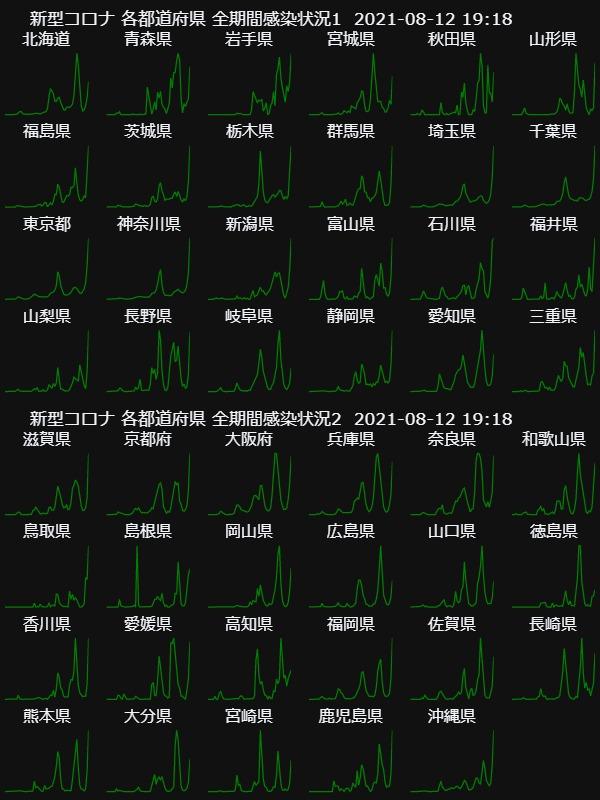 新型コロナ 各都道府県 全期間感染状況1 2021-08-12 19:18
北海道 青森県 岩手県 宮城県 秋田県 山形県
福島県 茨城県 栃木県 群馬県 埼玉県 千葉県
東京都 神奈川県 新潟県 富山県 石川県 福井県
山梨県 長野県 岐阜県 静岡県 愛知県 三重県
新型コロナ 各都道府県 全期間感染状況2 2021-08-12 19:18
滋賀県 京都府 大阪府 兵庫県 奈良県 和歌山県
鳥取県 島根県 岡山県 広島県 山口県 徳島県
香川県 愛媛県 高知県 福岡県 佐賀県 長崎県
熊本県 大分県 宮崎県 鹿児島県 沖縄県